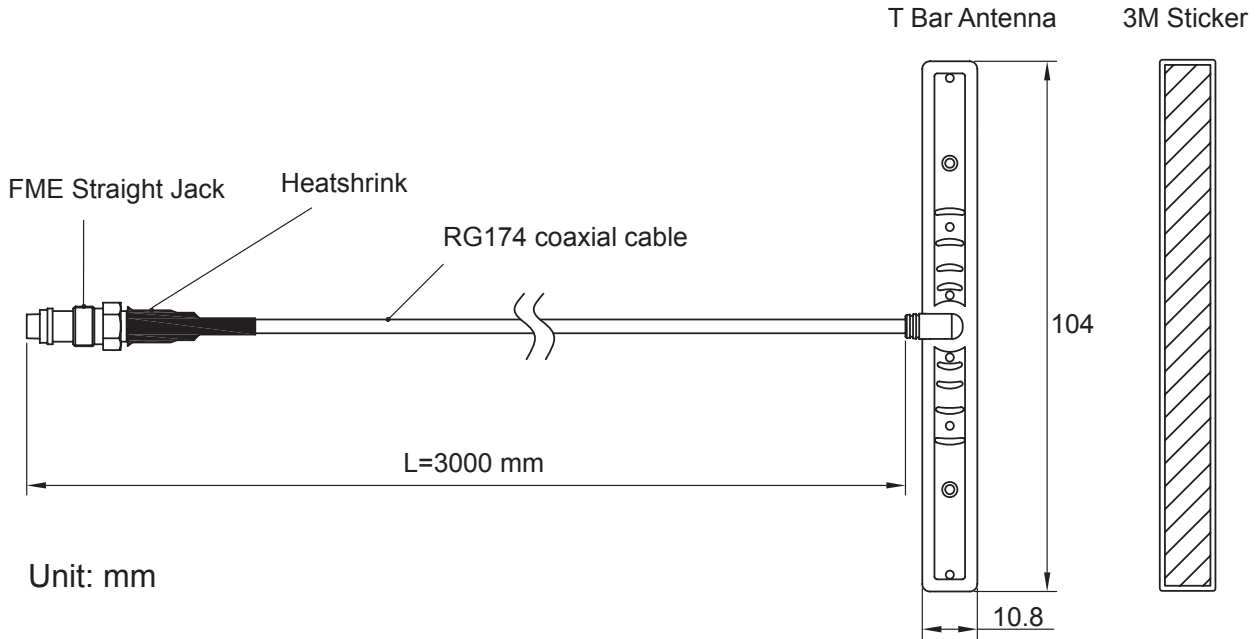 T Bar Antenna
3M Sticker
FME Straight Jack
Heatshrink
RG174 coaxial cable
104
L=3000 mm
Unit: mm
10.8